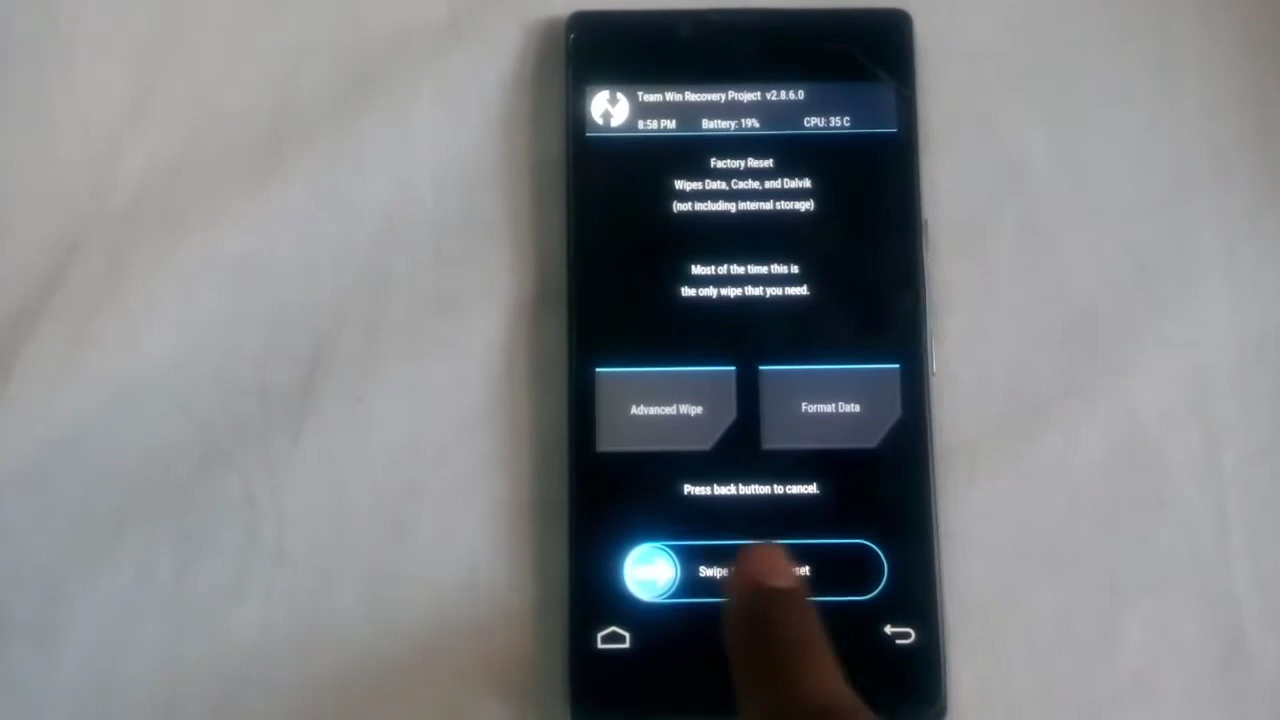 Team Win Recovery Project v2.8.6.0
8:58 PM Battery: 19% CPU: 35 C
Factory Reset
Wipes Data, Cache, and Dalvik
(not including internal storage)
Most of the time this is
the only wipe that you need.
Advanced Wipe Format Data
Press back button to cancel.
Swipe